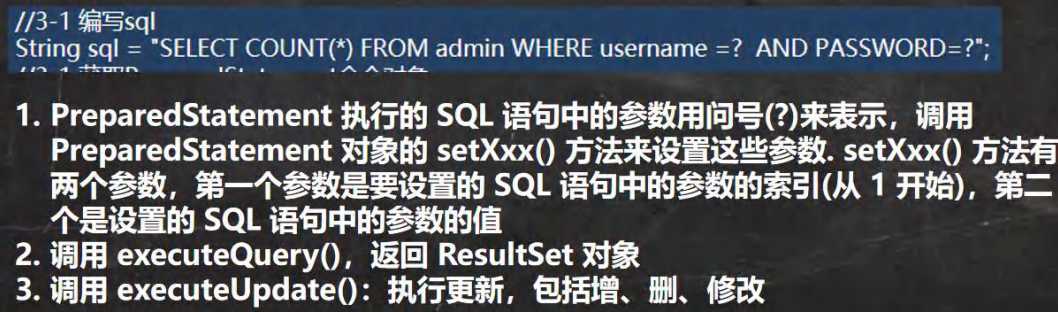 //3-1 编写sql
String sql = "SELECT COUNT(*) FROM admin WHERE username =? AND PASSWORD=?";
1. PreparedStatement 执行的 SQL 语句中的参数用问号(?)来表示，调用
PreparedStatement 对象的 setXxx() 方法来设置这些参数. setXxx() 方法有
两个参数，第一个参数是要设置的 SQL 语句中的参数的索引(从 1 开始)，第二
个是设置的 SQL 语句中的参数的值
2. 调用 executeQuery()，返回 ResultSet 对象
3. 调用 executeUpdate()：执行更新，包括增、删、修改